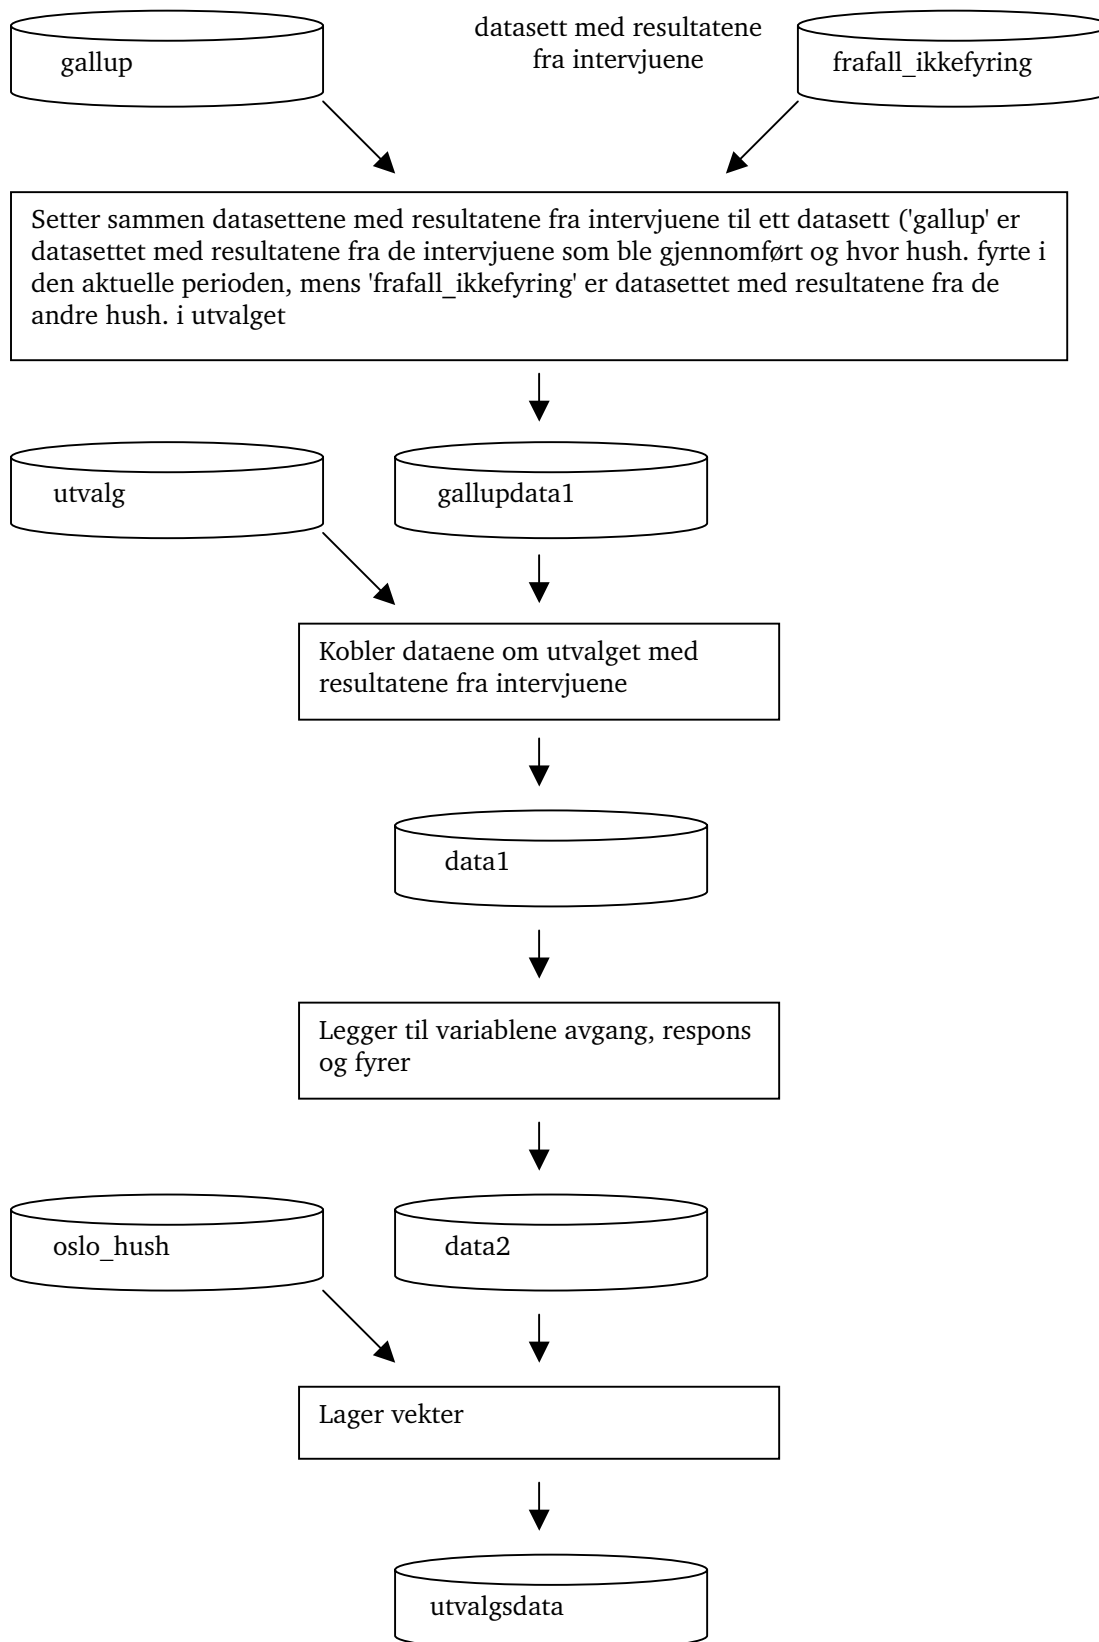 gallup
datasett med resultatene
fra intervjuene
frafall_ikkefyring
Setter sammen datasettene med resultatene fra intervjuene til ett datasett ('gallup' er
datasettet med resultatene fra de intervjuene som ble gjennomført og hvor hush. fyrte i
den aktuelle perioden, mens 'frafall_ikkefyring' er datasettet med resultatene fra de
andre hush. i utvalget
utvalg
gallupdata1
Kobler dataene om utvalget med
resultatene fra intervjuene
data1
Legger til variablene avgang, respons
og fyrer
oslo_hush
data2
Lager vekter
utvalgsdata